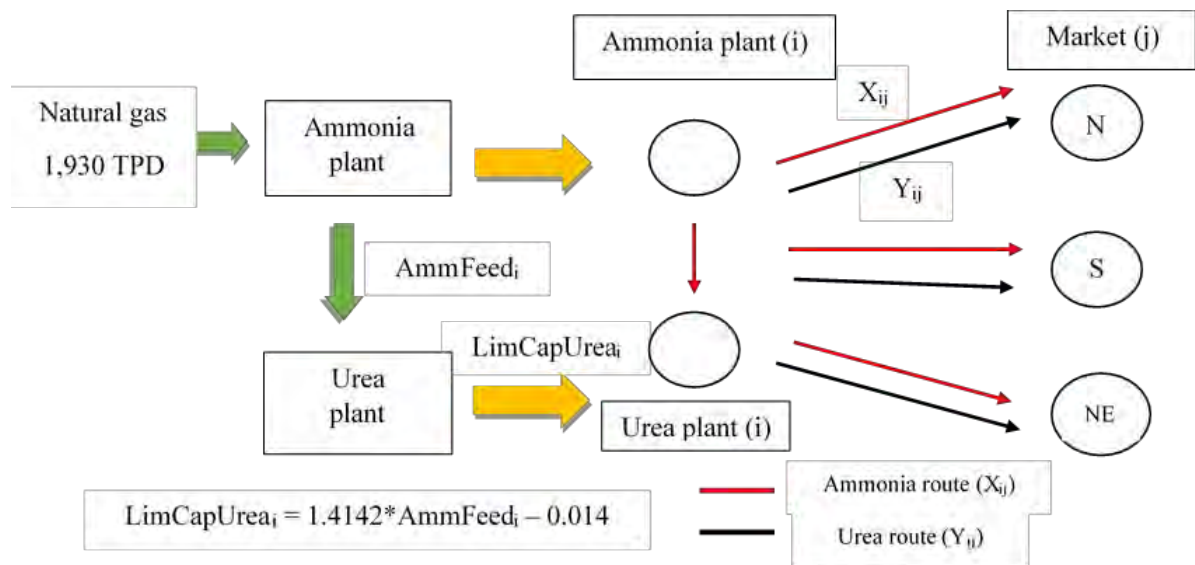 Ammonia plant (i)
Market (j)
Natural gas
1,930 TPD
Ammonia
plant
Xᵢⱼ
N
Yᵢⱼ
AmmFeedᵢ
S
LimCapUreaᵢ
Urea
plant
Urea plant (i)
NE
LimCapUreaᵢ = 1.4142*AmmFeedᵢ – 0.014
Ammonia route (Xᵢⱼ)
Urea route (Yᵢⱼ)